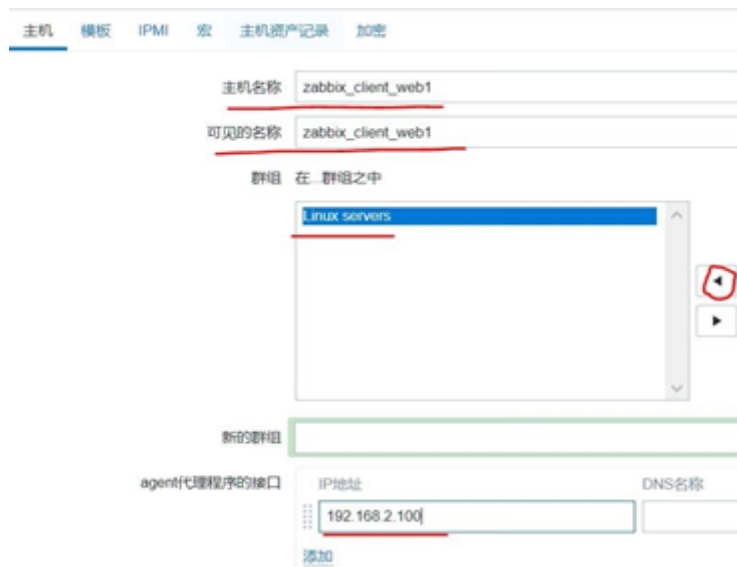 主机 模板 IPMI 宏 主机资产记录 加密
主机名称 zabbix_client_web1
可见的名称 zabbix_client_web1
群组 在...群组之中
Linux servers
新的群组
agent代理程序的接口 IP地址 DNS名称
192.168.2.100
添加